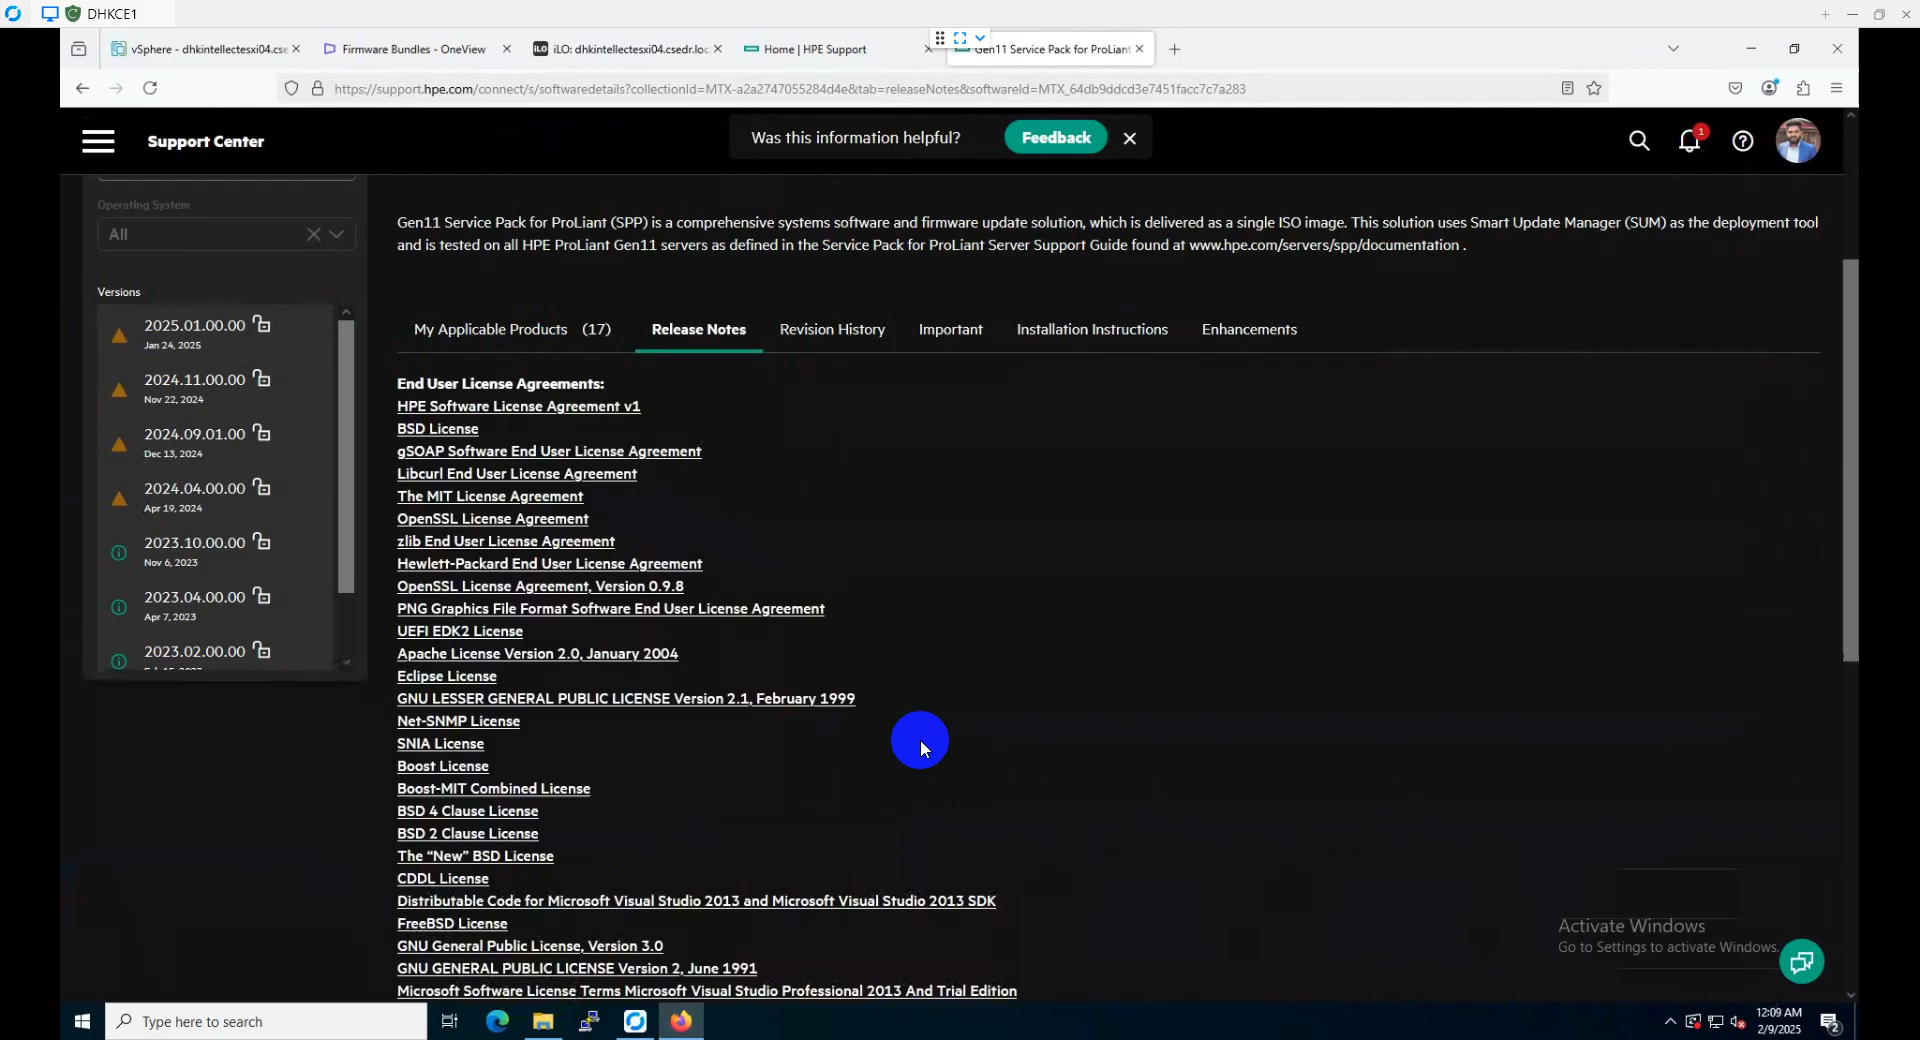 DHKCE1
vSphere - dhkintellectesxi04.cse
Firmware Bundles - OneView
iLO
iLO: dhkintellectesxi04.csedr.loc
Home | HPE Support
Gen11 Service Pack for ProLiant
https://support.hpe.com/connect/s/softwaredetails?collectionId=MTX-a2a2747055284d4e&tab=releaseNotes&softwareId=MTX_64db9ddcd3e7451facc7c7a283
Support Center
Was this information helpful?
Feedback
1
Operating System
All
Versions
2025.01.00.00
Jan 24, 2025
2024.11.00.00
Nov 22, 2024
2024.09.01.00
Dec 13, 2024
2024.04.00.00
Apr 19, 2024
2023.10.00.00
Nov 6, 2023
2023.04.00.00
Apr 7, 2023
2023.02.00.00
Gen11 Service Pack for ProLiant (SPP) is a comprehensive systems software and firmware update solution, which is delivered as a single ISO image. This solution uses Smart Update Manager (SUM) as the deployment tool
and is tested on all HPE ProLiant Gen11 servers as defined in the Service Pack for ProLiant Server Support Guide found at www.hpe.com/servers/spp/documentation .
My Applicable Products (17)
Release Notes
Revision History
Important
Installation Instructions
Enhancements
End User License Agreements:
HPE Software License Agreement v1
BSD License
gSOAP Software End User License Agreement
Libcurl End User License Agreement
The MIT License Agreement
OpenSSL License Agreement
zlib End User License Agreement
Hewlett-Packard End User License Agreement
OpenSSL License Agreement, Version 0.9.8
PNG Graphics File Format Software End User License Agreement
UEFI EDK2 License
Apache License Version 2.0, January 2004
Eclipse License
GNU LESSER GENERAL PUBLIC LICENSE Version 2.1, February 1999
Net-SNMP License
SNIA License
Boost License
Boost-MIT Combined License
BSD 4 Clause License
BSD 2 Clause License
The “New” BSD License
CDDL License
Distributable Code for Microsoft Visual Studio 2013 and Microsoft Visual Studio 2013 SDK
FreeBSD License
GNU General Public License, Version 3.0
GNU GENERAL PUBLIC LICENSE Version 2, June 1991
Microsoft Software License Terms Microsoft Visual Studio Professional 2013 And Trial Edition
Activate Windows
Go to Settings to activate Windows.
Type here to search
12:09 AM
2/9/2025
2